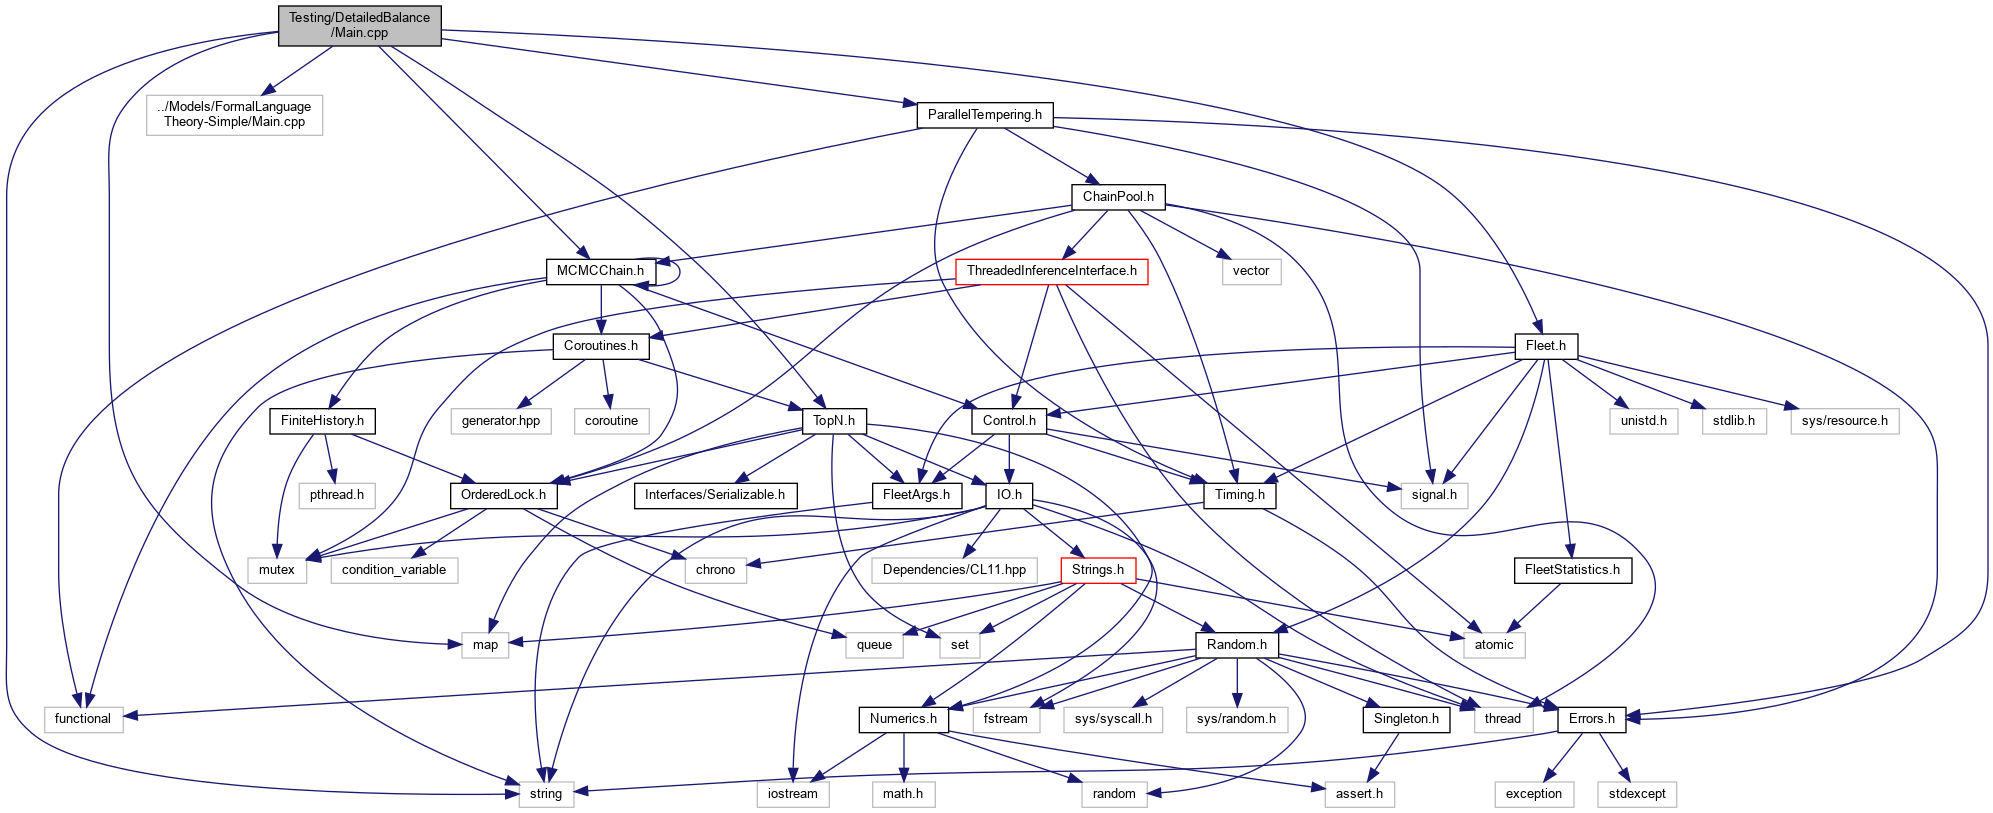 Testing/DetailedBalance
/Main.cpp
../Models/FormalLanguage
Theory-Simple/Main.cpp
ParallelTempering.h
ChainPool.h
MCMCChain.h
ThreadedInferenceInterface.h
vector
Coroutines.h
Fleet.h
FiniteHistory.h
generator.hpp
coroutine
TopN.h
Control.h
unistd.h
stdlib.h
sys/resource.h
pthread.h
OrderedLock.h
Interfaces/Serializable.h
FleetArgs.h
IO.h
Timing.h
signal.h
mutex
condition_variable
chrono
Dependencies/CL11.hpp
Strings.h
FleetStatistics.h
map
queue
set
Random.h
atomic
functional
Numerics.h
fstream
sys/syscall.h
sys/random.h
Singleton.h
thread
Errors.h
string
iostream
math.h
random
assert.h
exception
stdexcept